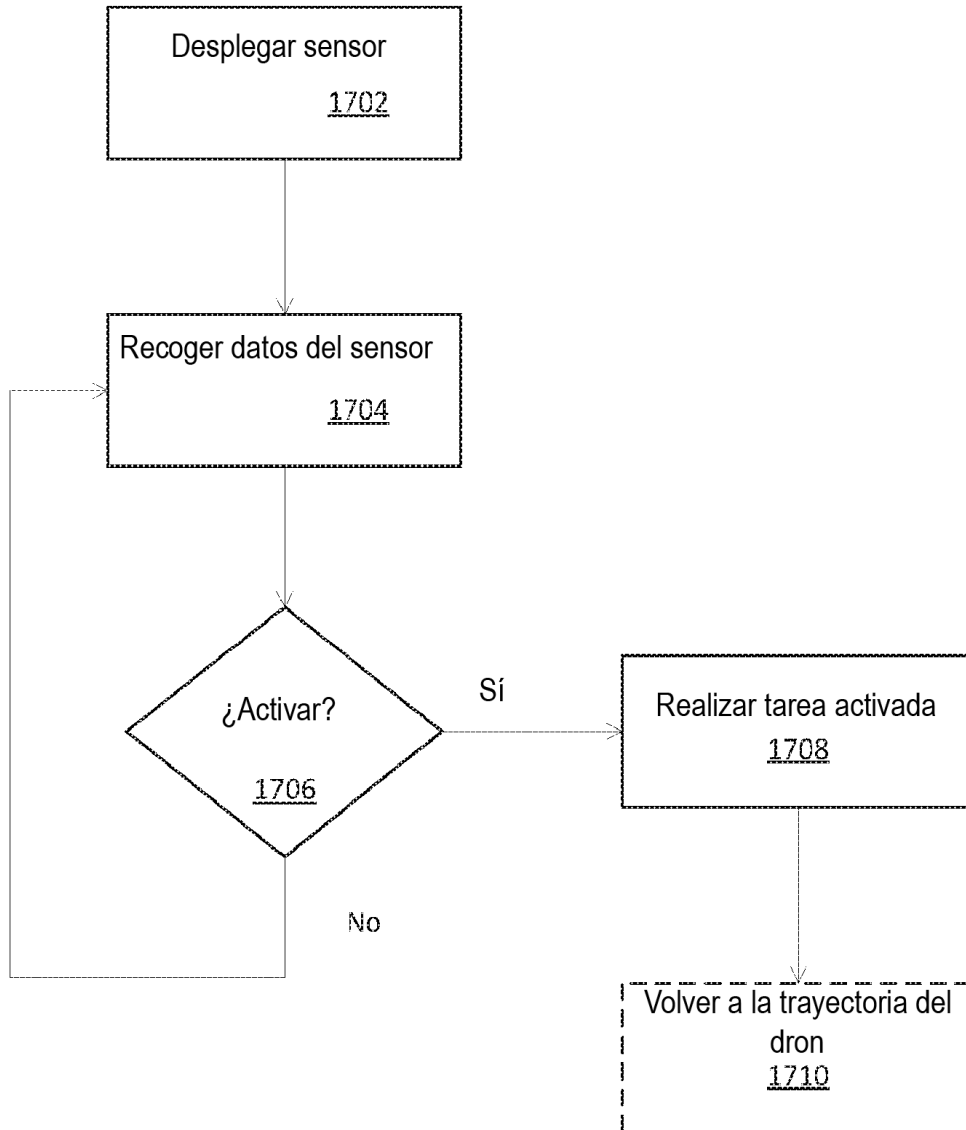 Desplegar sensor
1702
Recoger datos del sensor
1704
¿Activar?
1706
Sí
No
Realizar tarea activada
1708
Volver a la trayectoria del
dron
1710